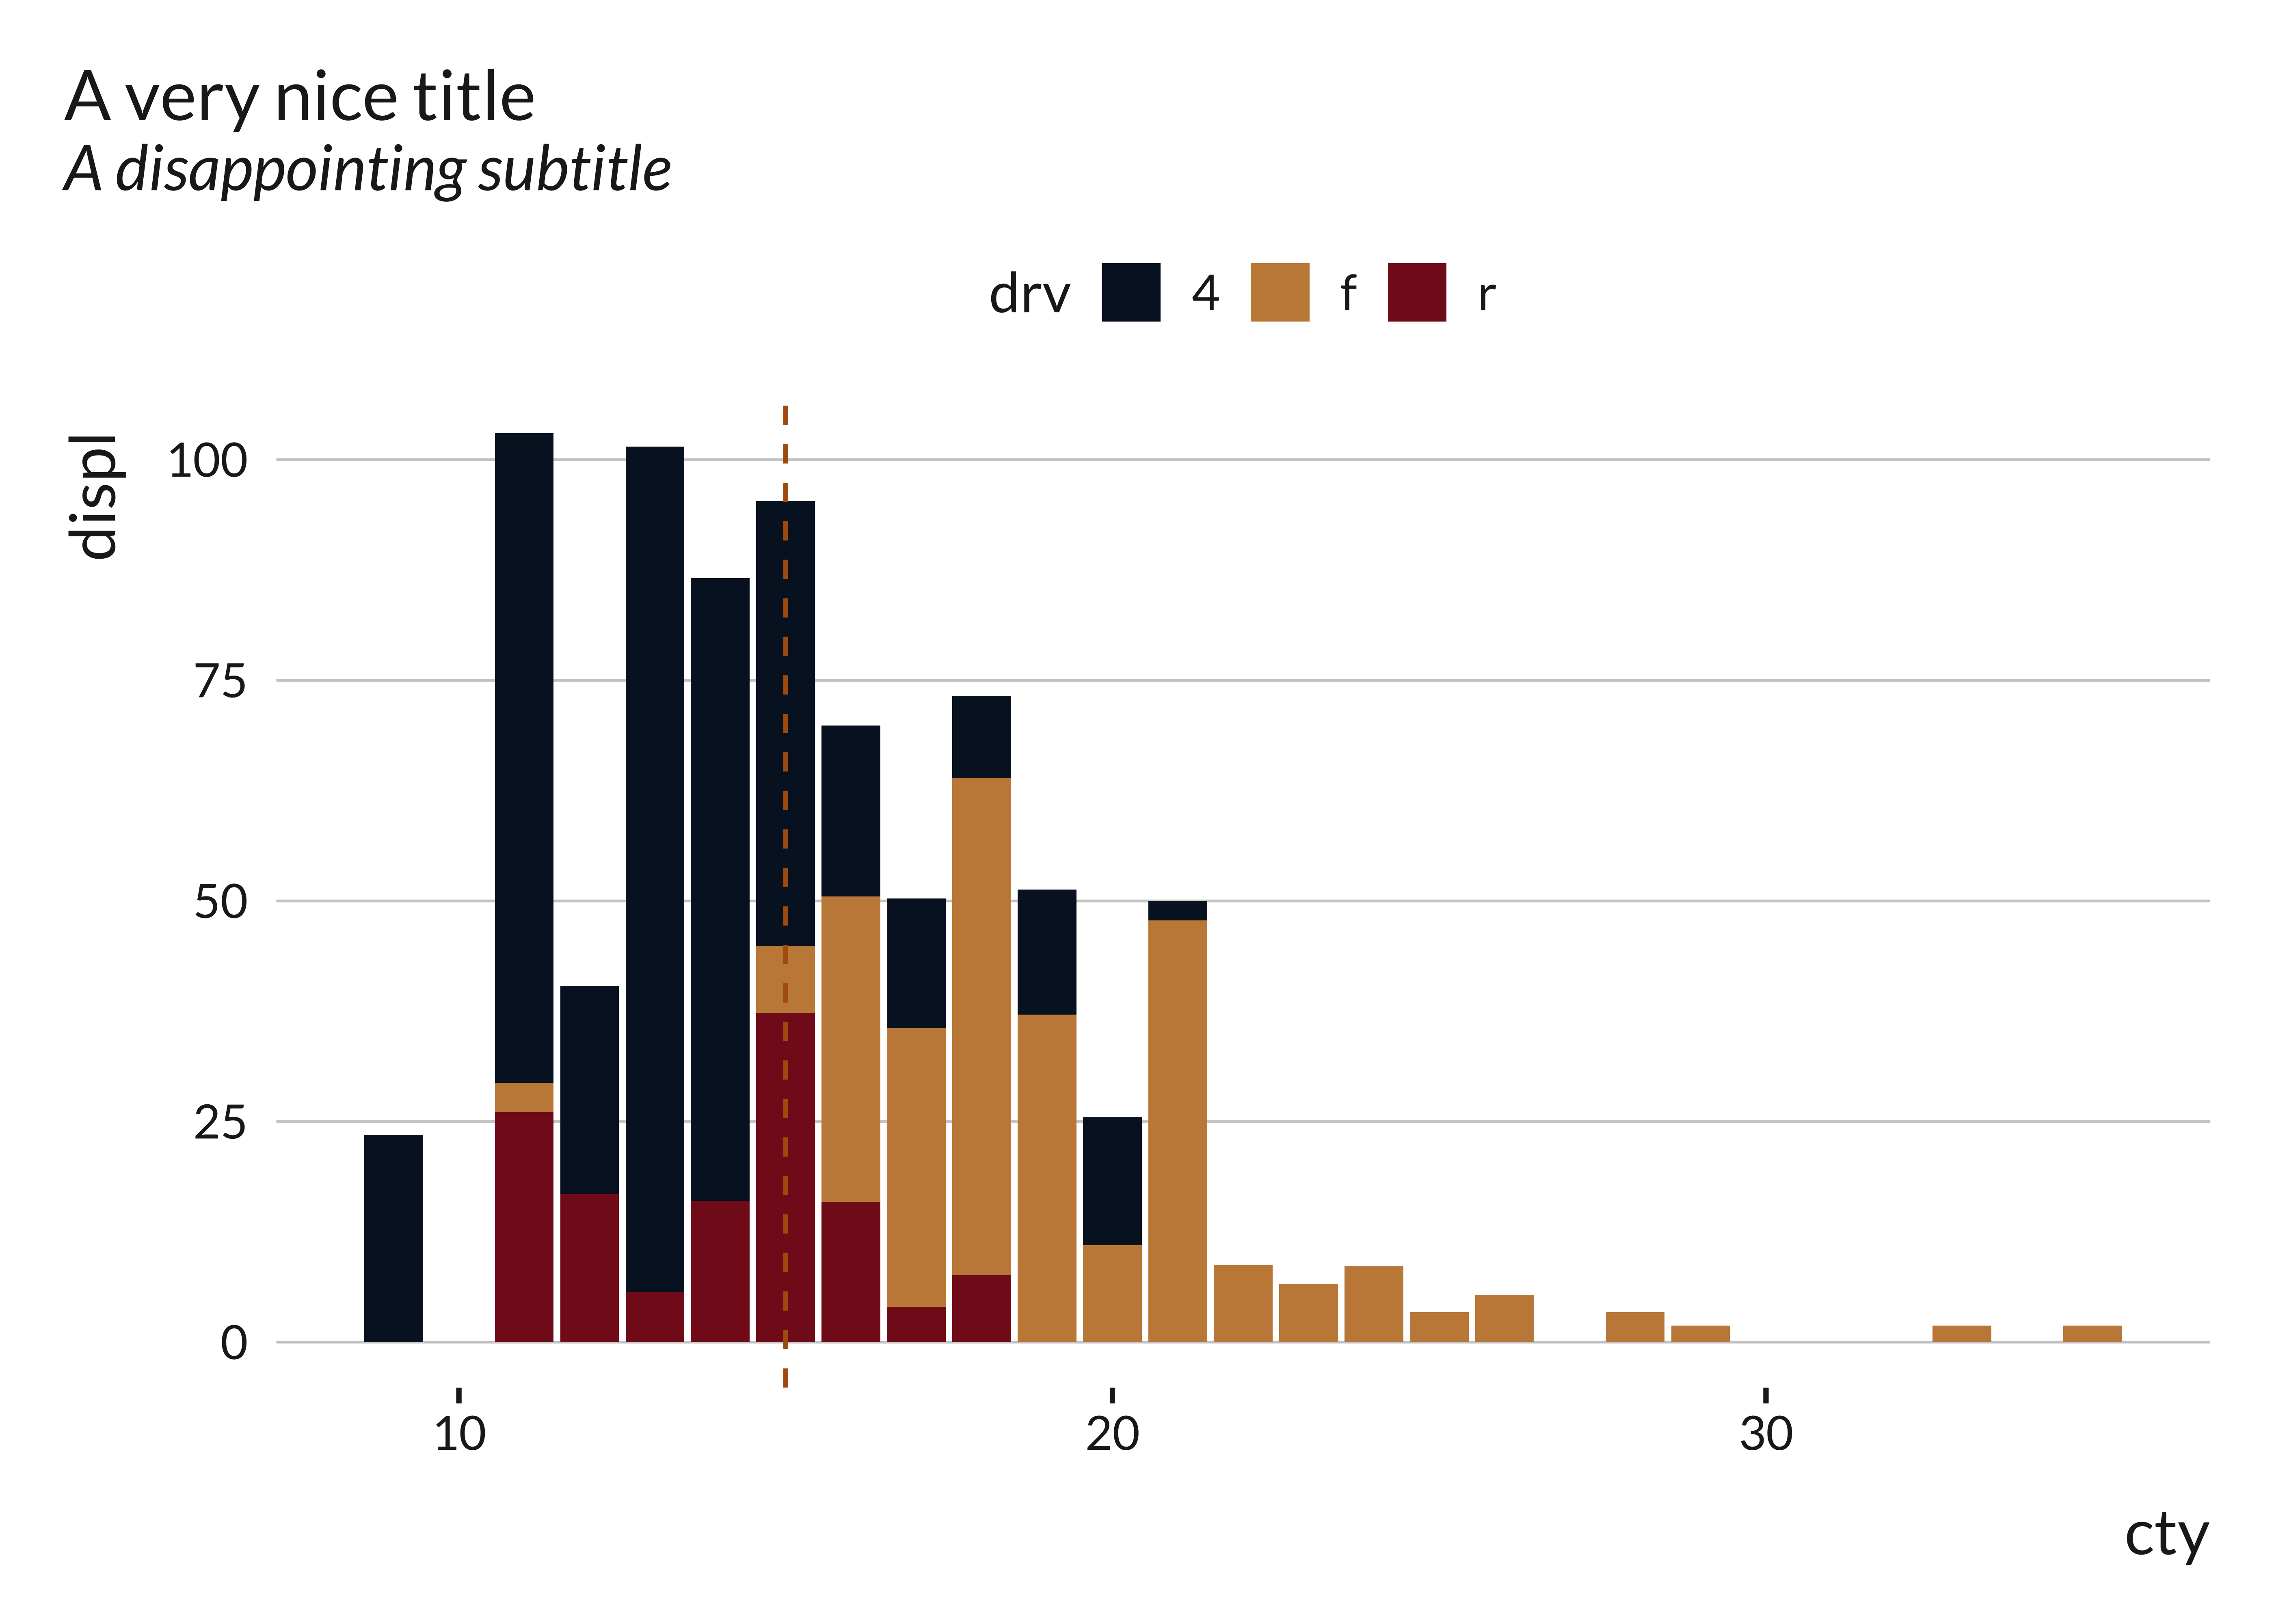 A very nice title
A disappointing subtitle
drv 4 f r
displ
100
75
50
25
0
10 20 30
cty